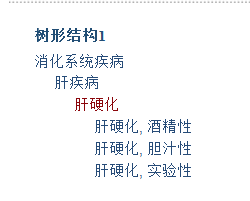 树形结构1
消化系统疾病
肝疾病
肝硬化
肝硬化, 酒精性
肝硬化, 胆汁性
肝硬化, 实验性